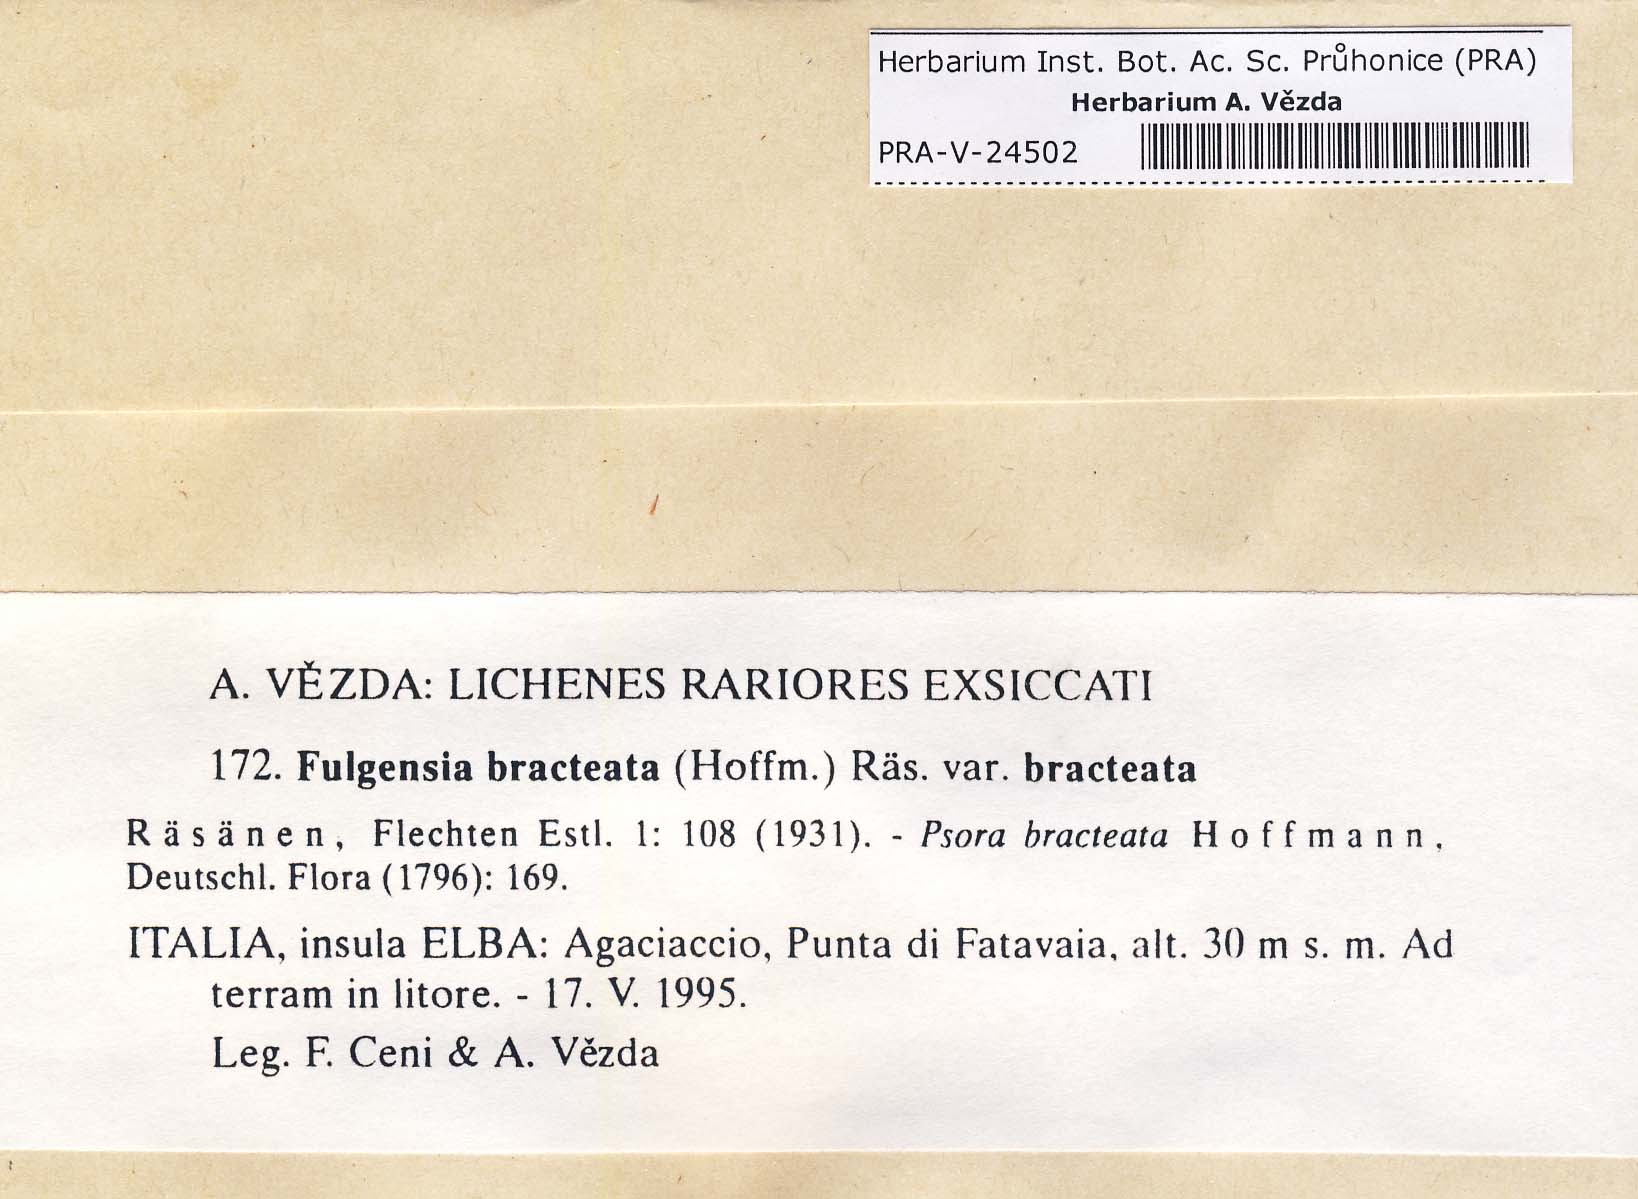 Herbarium Inst. Bot. Ac. Sc. Průhonice (PRA)
Herbarium A. Vězda
PRA-V-24502
A. VĚZDA: LICHENES RARIORES EXSICCATI
172. Fulgensia bracteata (Hoffm.) Räs. var. bracteata
Räsänen, Flechten Estl. 1: 108 (1931). - Psora bracteata Hoffmann,
Deutschl. Flora (1796): 169.
ITALIA, insula ELBA: Agaciaccio, Punta di Fatavaia, alt. 30 m s. m. Ad
terram in litore. - 17. V. 1995.
Leg. F. Ceni & A. Vězda